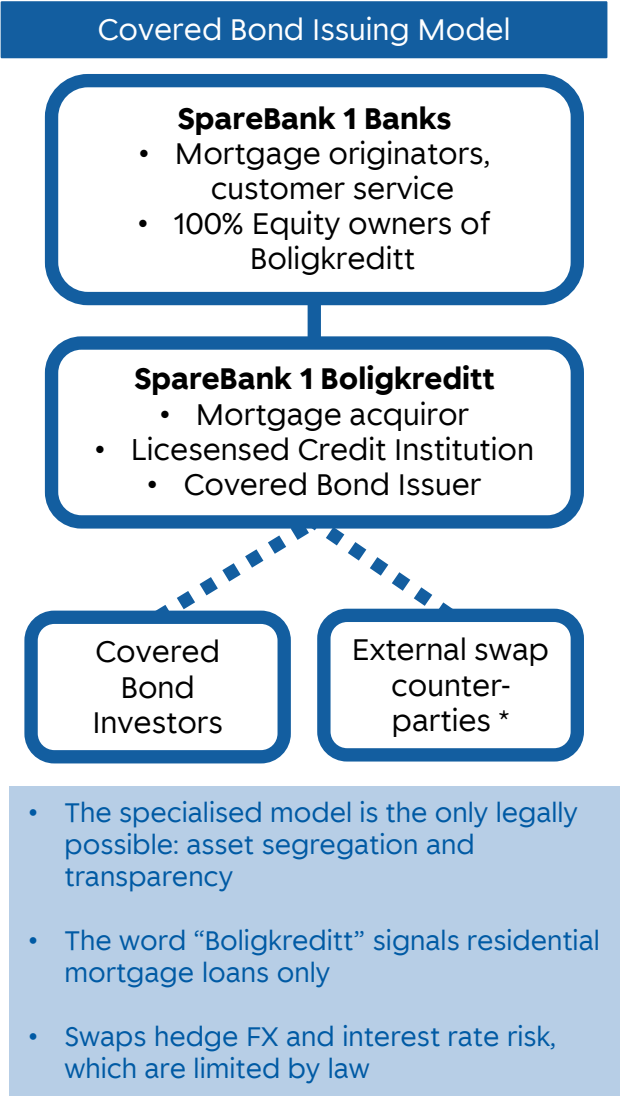 Covered Bond Issuing Model
SpareBank 1 Banks
• Mortgage originators,
customer service
• 100% Equity owners of
Boligkreditt
SpareBank 1 Boligkreditt
• Mortgage acquiror
• Licesensed Credit Institution
• Covered Bond Issuer
Covered
Bond
Investors
External swap
counter-
parties *
• The specialised model is the only legally
possible: asset segregation and
transparency
• The word “Boligkreditt” signals residential
mortgage loans only
• Swaps hedge FX and interest rate risk,
which are limited by law